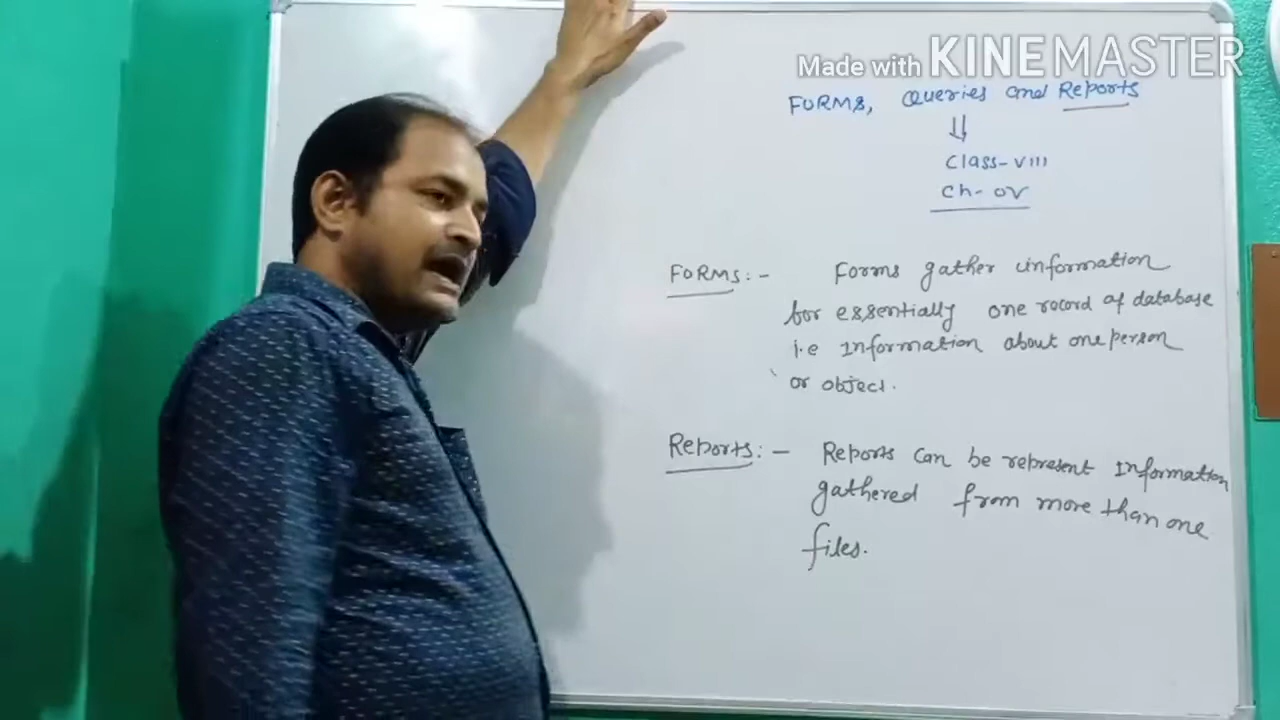 Made with KINEMASTER
FORMS, Queries and Reports
⇓
Class-VIII
Ch-05
FORMS:- Forms gather information
for essentially one record of database
i.e Information about one person
or object.
Reports:- Reports can be represent Information
gathered from more than one
files.